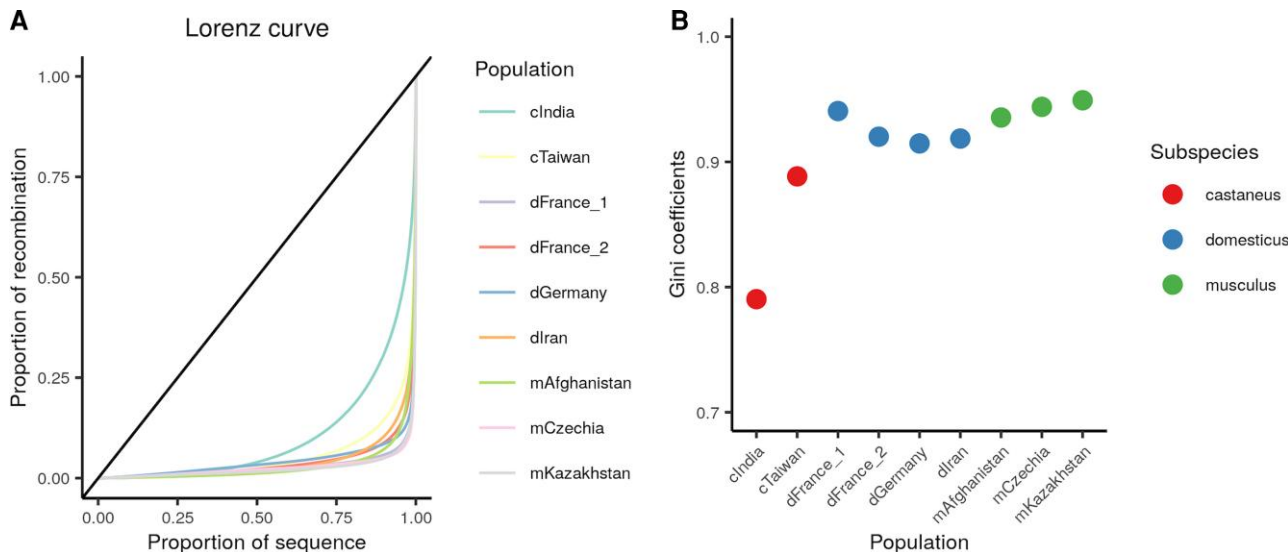 A
Lorenz curve
Proportion of recombination
1.00
0.75
0.50
0.25
0.00
0.00 0.25 0.50 0.75 1.00
Proportion of sequence
Population
cIndia
cTaiwan
dFrance_1
dFrance_2
dGermany
dIran
mAfghanistan
mCzechia
mKazakhstan
B
Gini coefficients
1.0
0.9
0.8
0.7
cIndia
cTaiwan
dFrance_1
dFrance_2
dGermany
dIran
mAfghanistan
mCzechia
mKazakhstan
Population
Subspecies
castaneus
domesticus
musculus